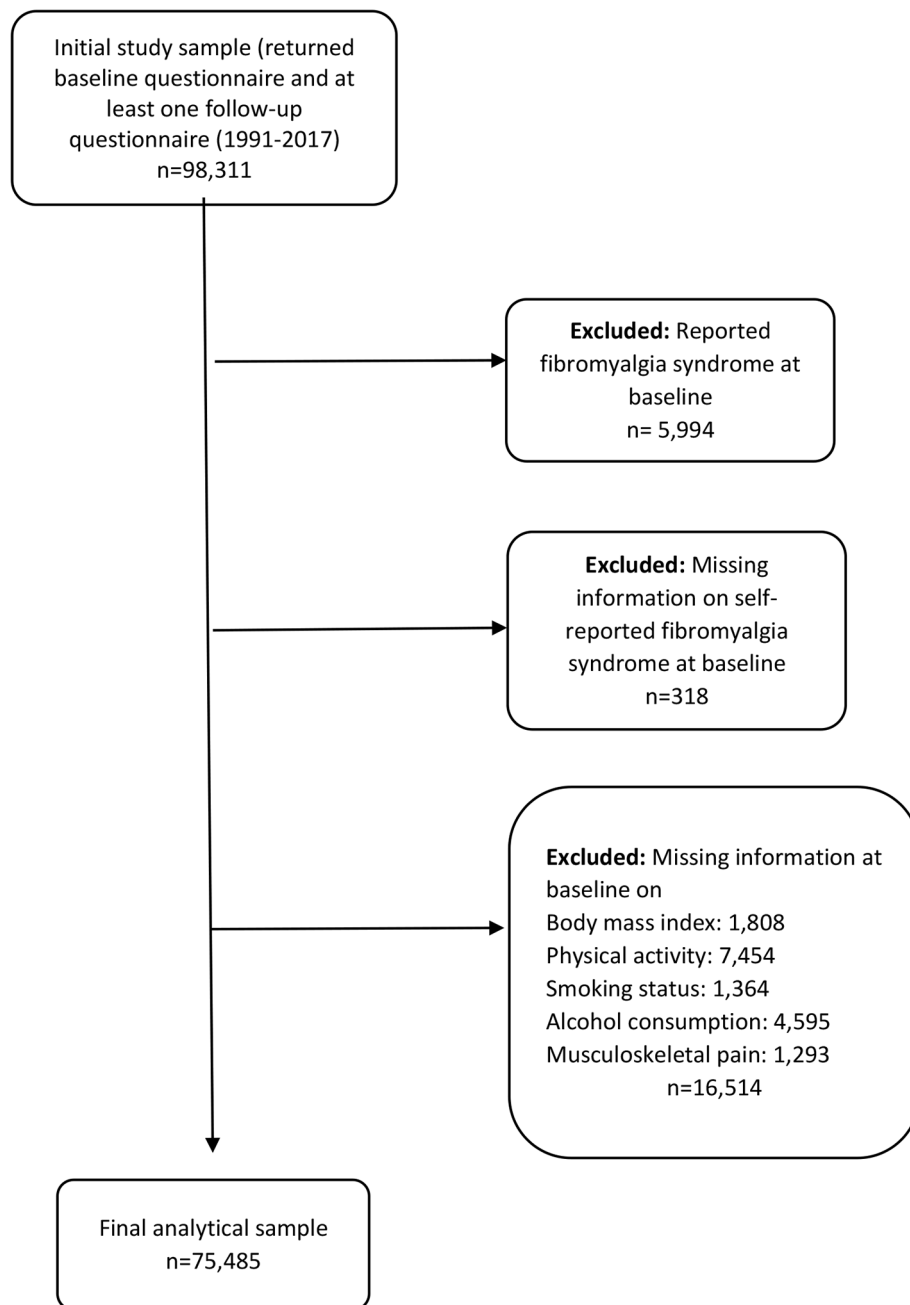 Initial study sample (returned
baseline questionnaire and at
least one follow-up
questionnaire (1991-2017)
n=98,311
Excluded: Reported
fibromyalgia syndrome at
baseline
n= 5,994
Excluded: Missing
information on self-
reported fibromyalgia
syndrome at baseline
n=318
Excluded: Missing information at
baseline on
Body mass index: 1,808
Physical activity: 7,454
Smoking status: 1,364
Alcohol consumption: 4,595
Musculoskeletal pain: 1,293
n=16,514
Final analytical sample
n=75,485